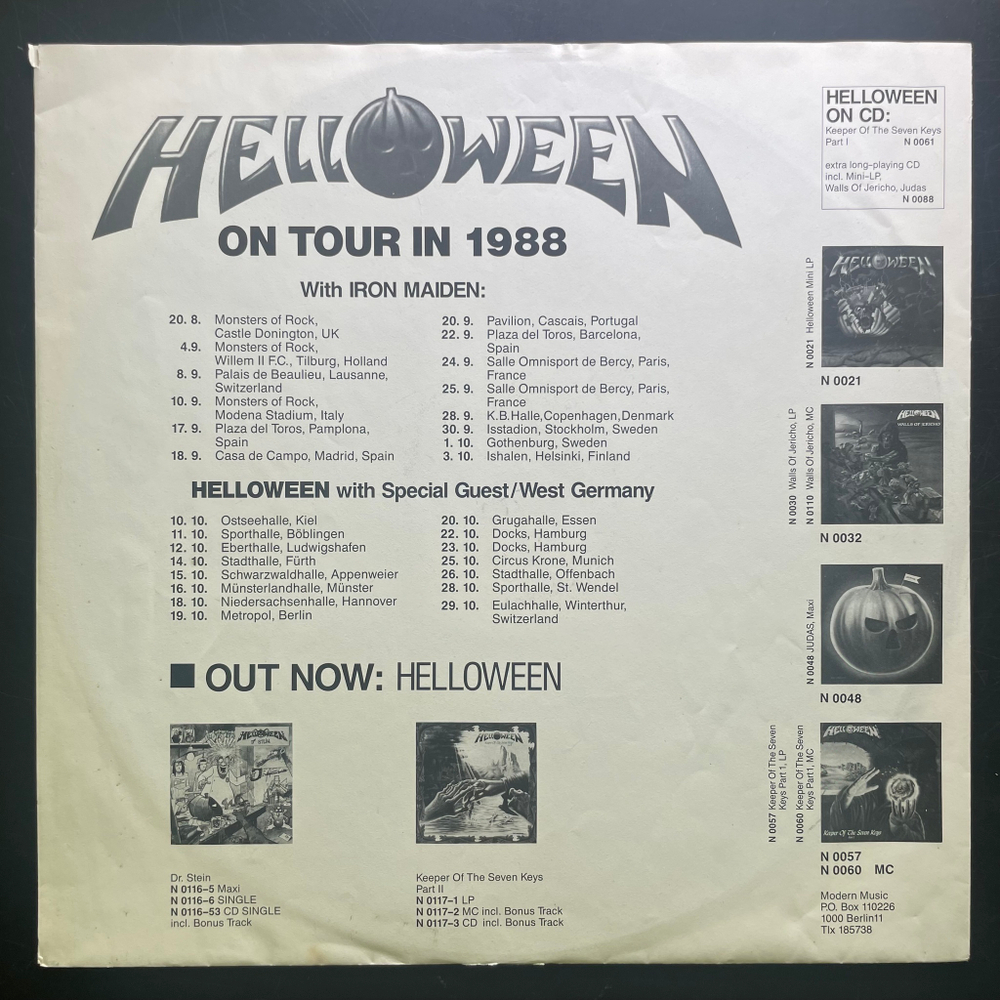 HELLOWEEN
ON TOUR IN 1988
With IRON MAIDEN:
20. 8. Monsters of Rock,
Castle Donington, UK
4.9. Monsters of Rock,
Willem II F.C., Tilburg, Holland
8. 9. Palais de Beaulieu, Lausanne,
Switzerland
10. 9. Monsters of Rock,
Modena Stadium, Italy
17. 9. Plaza del Toros, Pamplona,
Spain
18. 9. Casa de Campo, Madrid, Spain
20. 9. Pavilion, Cascais, Portugal
22. 9. Plaza del Toros, Barcelona,
Spain
24. 9. Salle Omnisport de Bercy, Paris,
France
25. 9. Salle Omnisport de Bercy, Paris,
France
28. 9. K.B.Halle,Copenhagen,Denmark
30. 9. Isstadion, Stockholm, Sweden
1. 10. Gothenburg, Sweden
3. 10. Ishalen, Helsinki, Finland
HELLOWEEN with Special Guest/West Germany
10. 10. Ostseehalle, Kiel
11. 10. Sporthalle, Böblingen
12. 10. Eberthalle, Ludwigshafen
14. 10. Stadthalle, Fürth
15. 10. Schwarzwaldhalle, Appenweier
16. 10. Münsterlandhalle, Münster
18. 10. Niedersachsenhalle, Hannover
19. 10. Metropol, Berlin
20. 10. Grugahalle, Essen
22. 10. Docks, Hamburg
23. 10. Docks, Hamburg
25. 10. Circus Krone, Munich
26. 10. Stadthalle, Offenbach
28. 10. Sporthalle, St. Wendel
29. 10. Eulachhalle, Winterthur,
Switzerland
OUT NOW: HELLOWEEN
HELLOWEEN
Dr. Stein
N 0116–5 Maxi
N 0116–6 SINGLE
N 0116–53 CD SINGLE
incl. Bonus Track
HELLOWEEN
Keeper Of The Seven Keys
Part II
N 0117–1 LP
N 0117–2 MC incl. Bonus Track
N 0117–3 CD incl. Bonus Track
HELLOWEEN
ON CD:
Keeper Of The Seven Keys
Part I N 0061
extra long-playing CD
incl. Mini-LP,
Walls Of Jericho, Judas
N 0088
N 0021 Helloween Mini LP
HELLOWEEN
N 0021
N 0030 Walls Of Jericho, LP
N 0110 Walls Of Jericho, MC
HELLOWEEN
WALLS OF JERICHO
N 0032
N 0048 JUDAS, Maxi
N 0048
N 0057 Keeper Of The Seven
Keys Part 1, LP
N 0060 Keeper Of The Seven
Keys Part 1, MC
HELLOWEEN
Keeper Of The Seven Keys
N 0057
N 0060 MC
Modern Music
P.O. Box 110226
1000 Berlin11
Tlx 185738